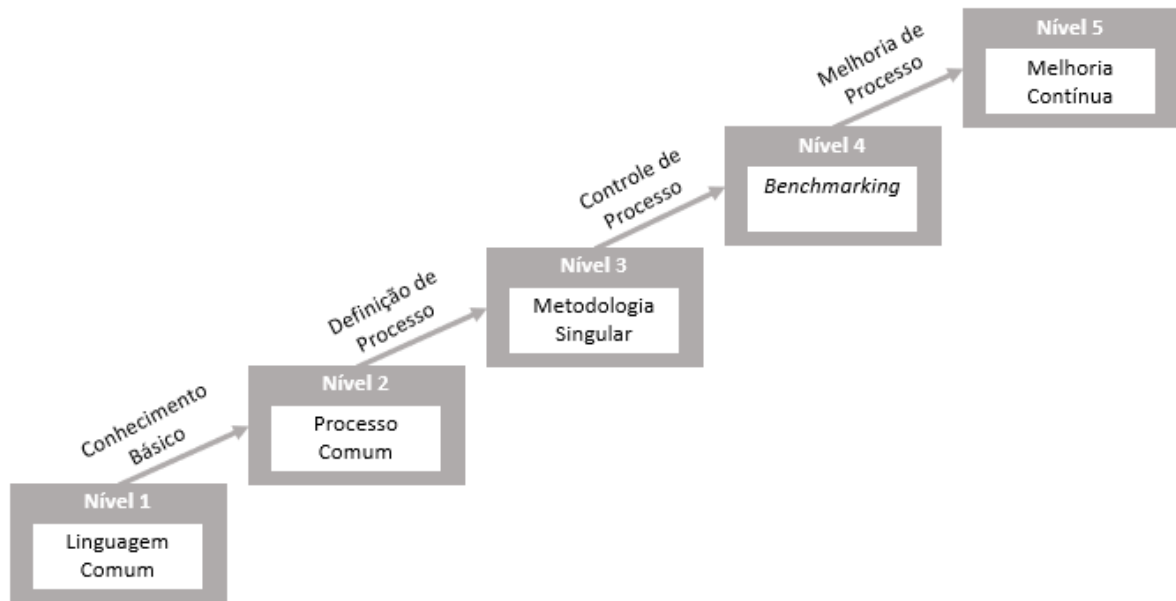 Nível 5
Melhoria
Contínua
Melhoria de
Processo
Nível 4
Benchmarking
Controle de
Processo
Nível 3
Metodologia
Singular
Definição de
Processo
Nível 2
Processo
Comum
Conhecimento
Básico
Nível 1
Linguagem
Comum